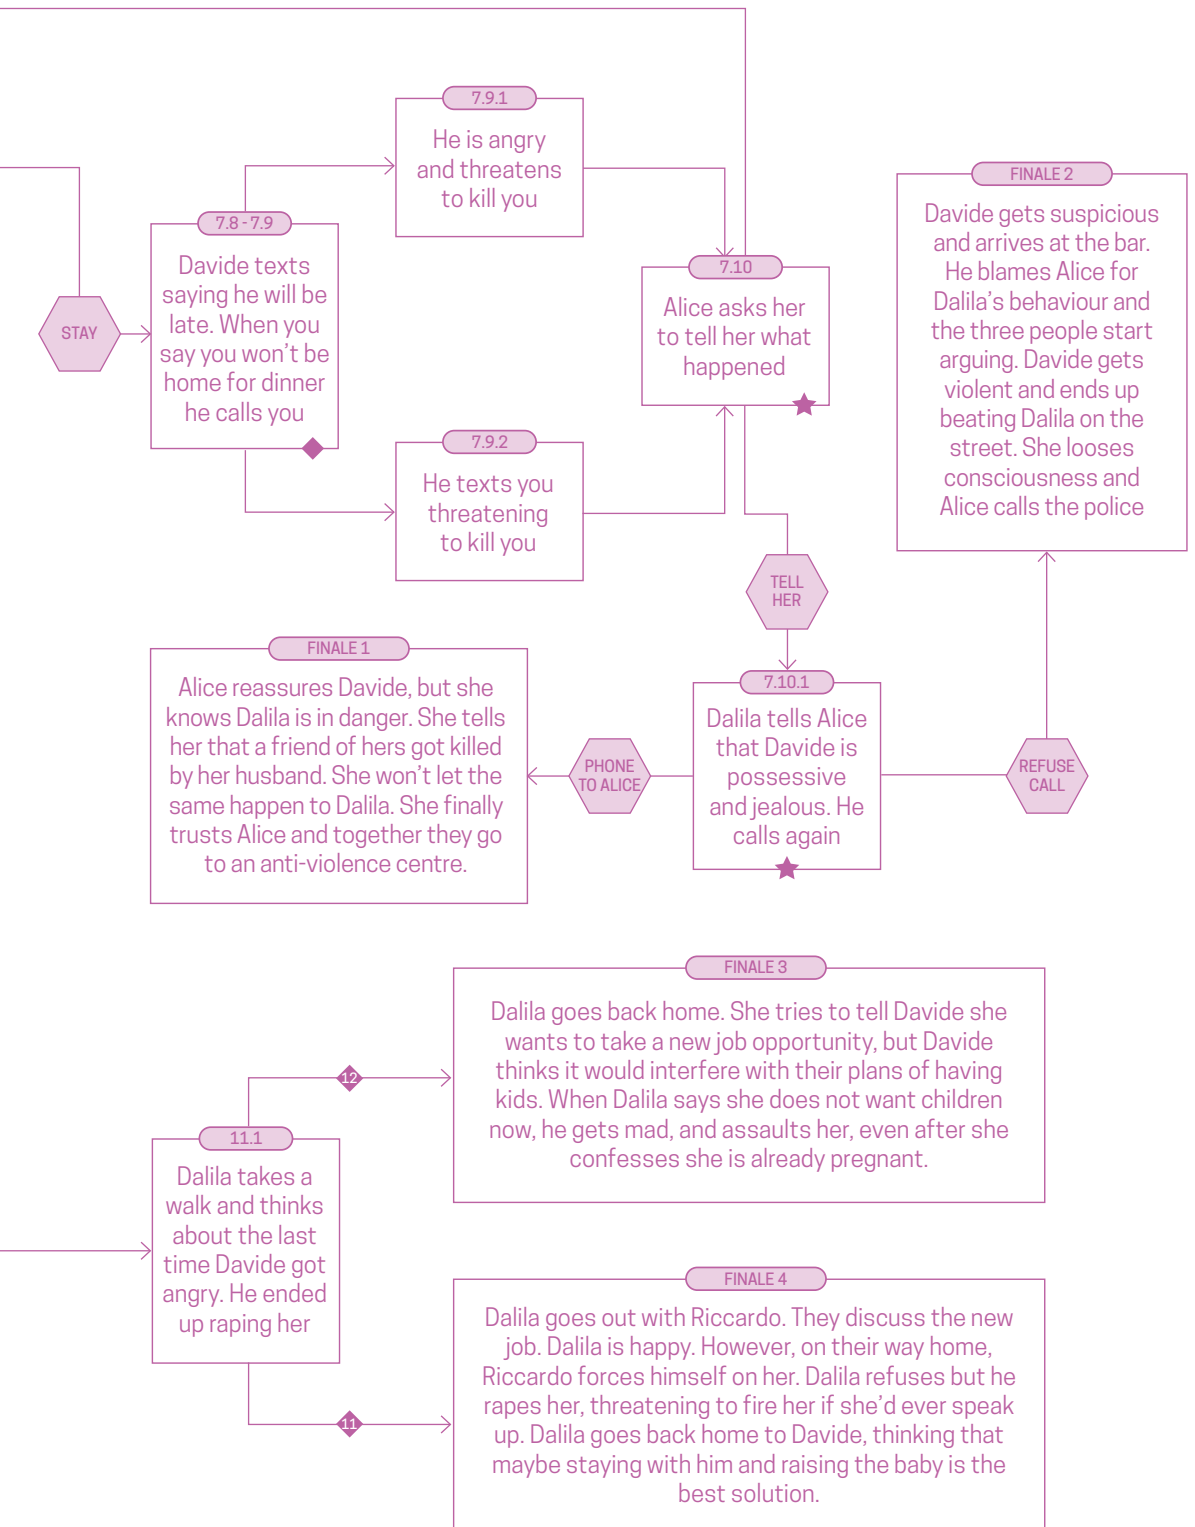 7.9.1
He is angry
and threatens
to kill you
FINALE 2
Davide gets suspicious
and arrives at the bar.
He blames Alice for
Dalila's behaviour and
the three people start
arguing. Davide gets
violent and ends up
beating Dalila on the
street. She looses
consciousness and
Alice calls the police
7.8 - 7.9
Davide texts
saying he will be
late. When you
say you won't be
home for dinner
he calls you
STAY
7.10
Alice asks her
to tell her what
happened
7.9.2
He texts you
threatening
to kill you
TELL
HER
FINALE 1
Alice reassures Davide, but she
knows Dalila is in danger. She tells
her that a friend of hers got killed
by her husband. She won't let the
same happen to Dalila. She finally
trusts Alice and together they go
to an anti-violence centre.
PHONE
TO ALICE
7.10.1
Dalila tells Alice
that Davide is
possessive
and jealous. He
calls again
REFUSE
CALL
FINALE 3
Dalila goes back home. She tries to tell Davide she
wants to take a new job opportunity, but Davide
thinks it would interfere with their plans of having
kids. When Dalila says she does not want children
now, he gets mad, and assaults her, even after she
confesses she is already pregnant.
12
11.1
Dalila takes a
walk and thinks
about the last
time Davide got
angry. He ended
up raping her
11
FINALE 4
Dalila goes out with Riccardo. They discuss the new
job. Dalila is happy. However, on their way home,
Riccardo forces himself on her. Dalila refuses but he
rapes her, threatening to fire her if she'd ever speak
up. Dalila goes back home to Davide, thinking that
maybe staying with him and raising the baby is the
best solution.